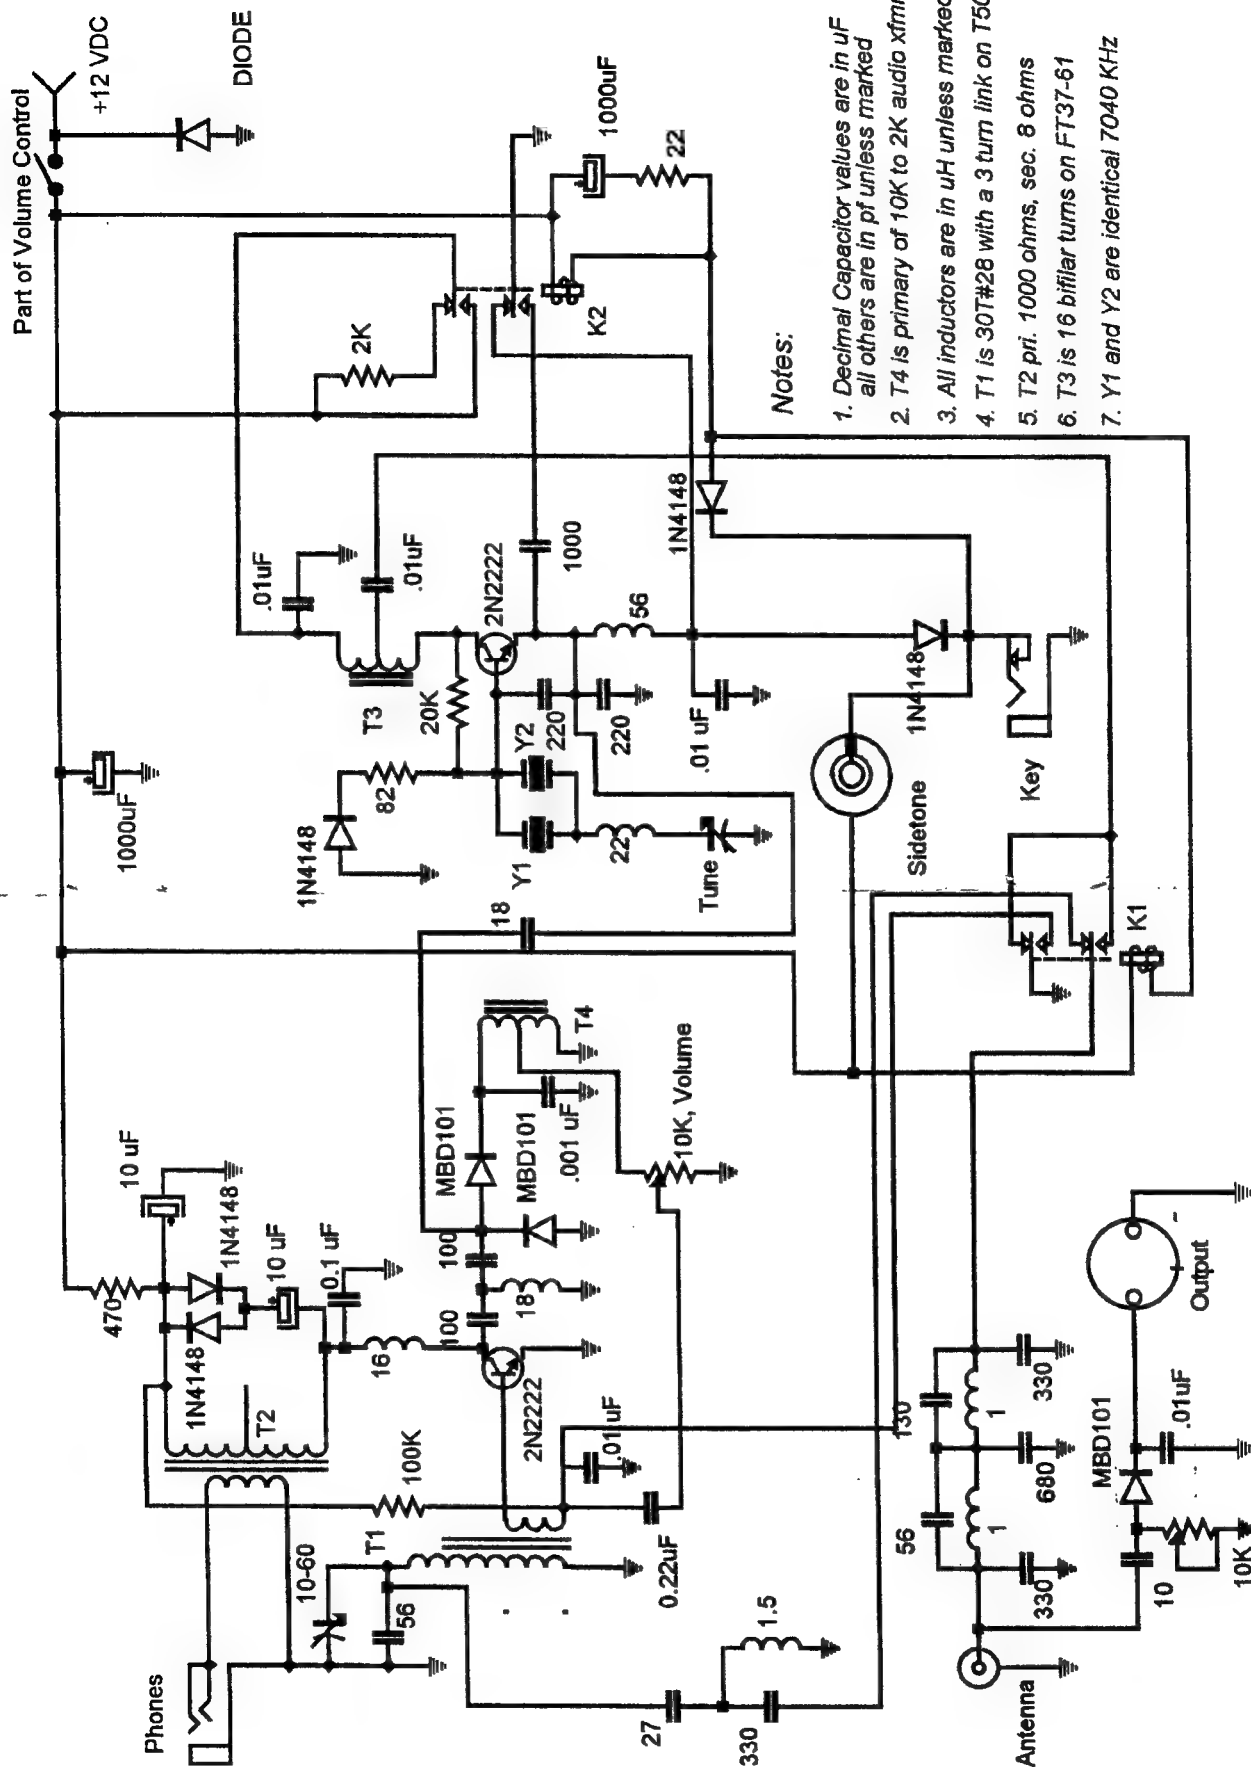 Part of Volume Control
+12 VDC
DIODE
1000uF
22
2K
K2
.01uF
.01uF
2N2222
1000
1N4148
56
T3
20K
Y2
220
220
.01 uF
1N4148
82
1N4148
Y1
22
Tune
Sidetone
Key
1000uF
18
K1
10 uF
470
1N4148
1N4148
10 uF
0.1 uF
T2
16
100
100
18
MBD101
MBD101
.001 uF
T4
10K, Volume
2N2222
.01uF
100K
T1
0.22uF
Phones
10-60
56
27
330
1.5
130
56
1
1
330
680
330
Antenna
10
10K
MBD101
.01uF
Output
Notes:
1. Decimal Capacitor values are in uF
all others are in pf unless marked
2. T4 is primary of 10K to 2K audio
3. All inductors are in uH unless marked
4. T1 is 30T#28 with a 3 turn link on
5. T2 pri. 1000 ohms, sec. 8 ohms
6. T3 is 16 bifilar turns on FT37-61
7. Y1 and Y2 are identical 7040 KHz